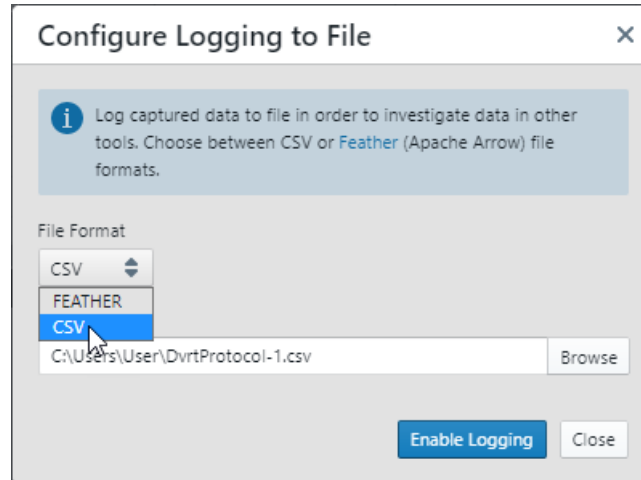 Configure Logging to File
Log captured data to file in order to investigate data in other
tools. Choose between CSV or Feather (Apache Arrow) file
formats.
File Format
CSV
FEATHER
CSV
C:\Users\User\DvrtProtocol-1.csv
Browse
Enable Logging
Close